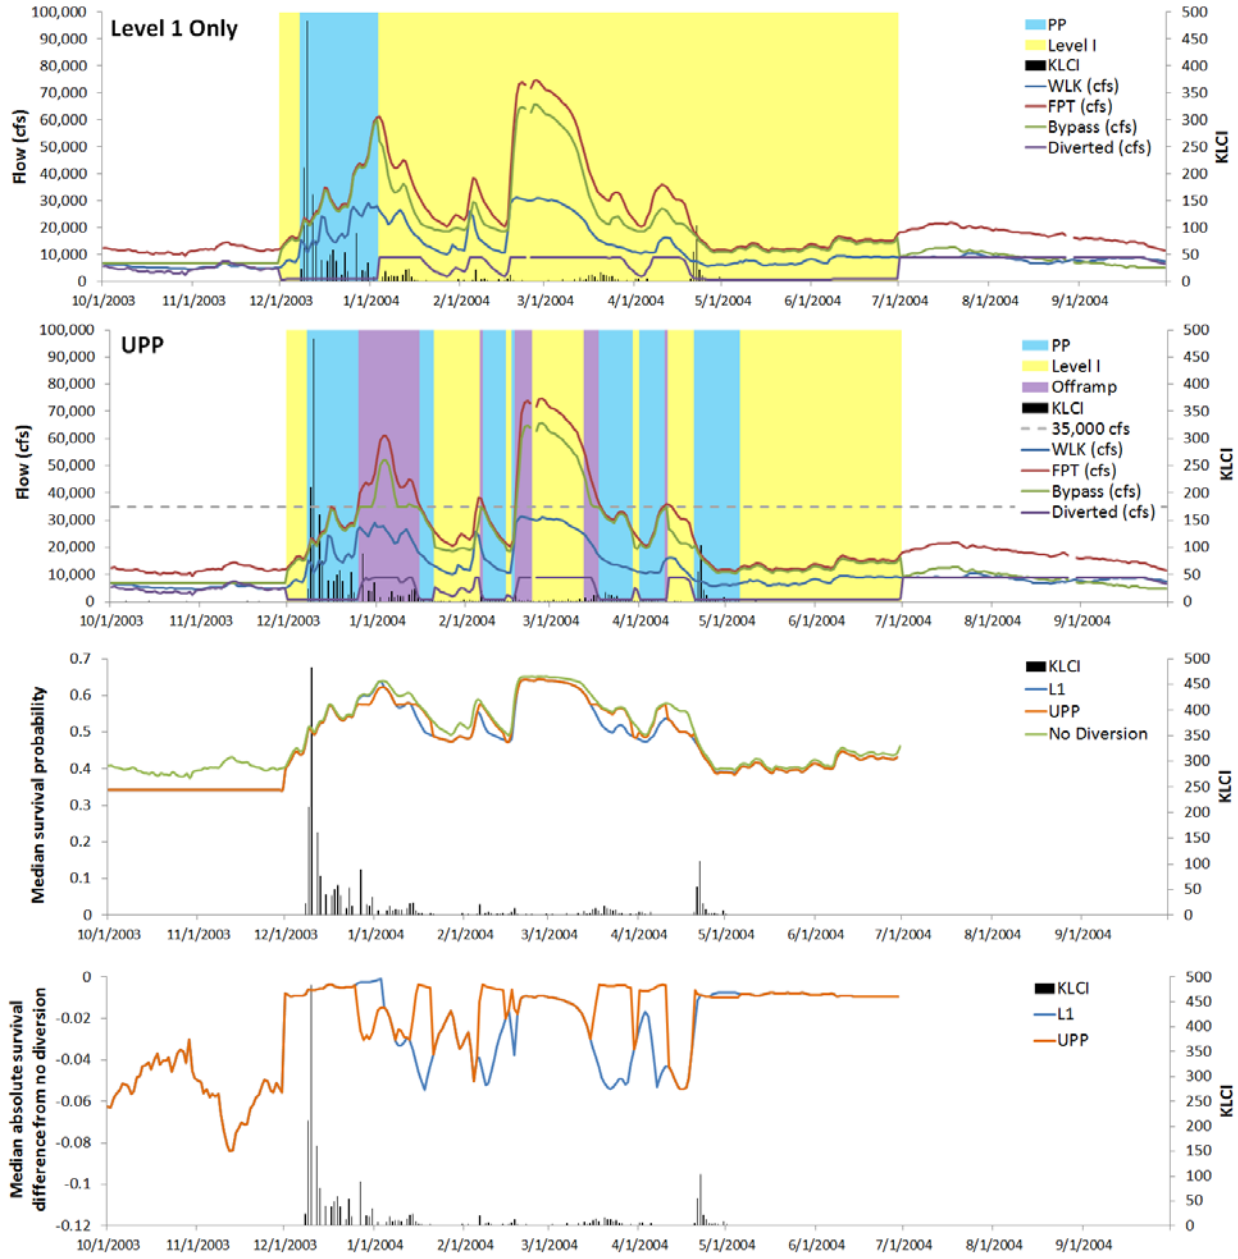 Level 1 Only
Flow (cfs)
100,000
90,000
80,000
70,000
60,000
50,000
40,000
30,000
20,000
10,000
0
10/1/2003 11/1/2003 12/1/2003 1/1/2004 2/1/2004 3/1/2004 4/1/2004 5/1/2004 6/1/2004 7/1/2004 8/1/2004 9/1/2004
PP
Level I
KLCI
WLK (cfs)
FPT (cfs)
Bypass (cfs)
Diverted (cfs)
500
450
400
350
300
250
200
150
100
50
0
KLCI
UPP
Flow (cfs)
100,000
90,000
80,000
70,000
60,000
50,000
40,000
30,000
20,000
10,000
0
10/1/2003 11/1/2003 12/1/2003 1/1/2004 2/1/2004 3/1/2004 4/1/2004 5/1/2004 6/1/2004 7/1/2004 8/1/2004 9/1/2004
PP
Level I
Offramp
KLCI
35,000 cfs
WLK (cfs)
FPT (cfs)
Bypass (cfs)
Diverted (cfs)
500
450
400
350
300
250
200
150
100
50
0
KLCI
Median survival probability
0.7
0.6
0.5
0.4
0.3
0.2
0.1
0
10/1/2003 11/1/2003 12/1/2003 1/1/2004 2/1/2004 3/1/2004 4/1/2004 5/1/2004 6/1/2004 7/1/2004 8/1/2004 9/1/2004
KLCI
L1
UPP
No Diversion
500
450
400
350
300
250
200
150
100
50
0
KLCI
Median absolute survival
difference from no diversion
0
-0.02
-0.04
-0.06
-0.08
-0.1
-0.12
10/1/2003 11/1/2003 12/1/2003 1/1/2004 2/1/2004 3/1/2004 4/1/2004 5/1/2004 6/1/2004 7/1/2004 8/1/2004 9/1/2004
KLCI
L1
UPP
500
450
400
350
300
250
200
150
100
50
0
KLCI